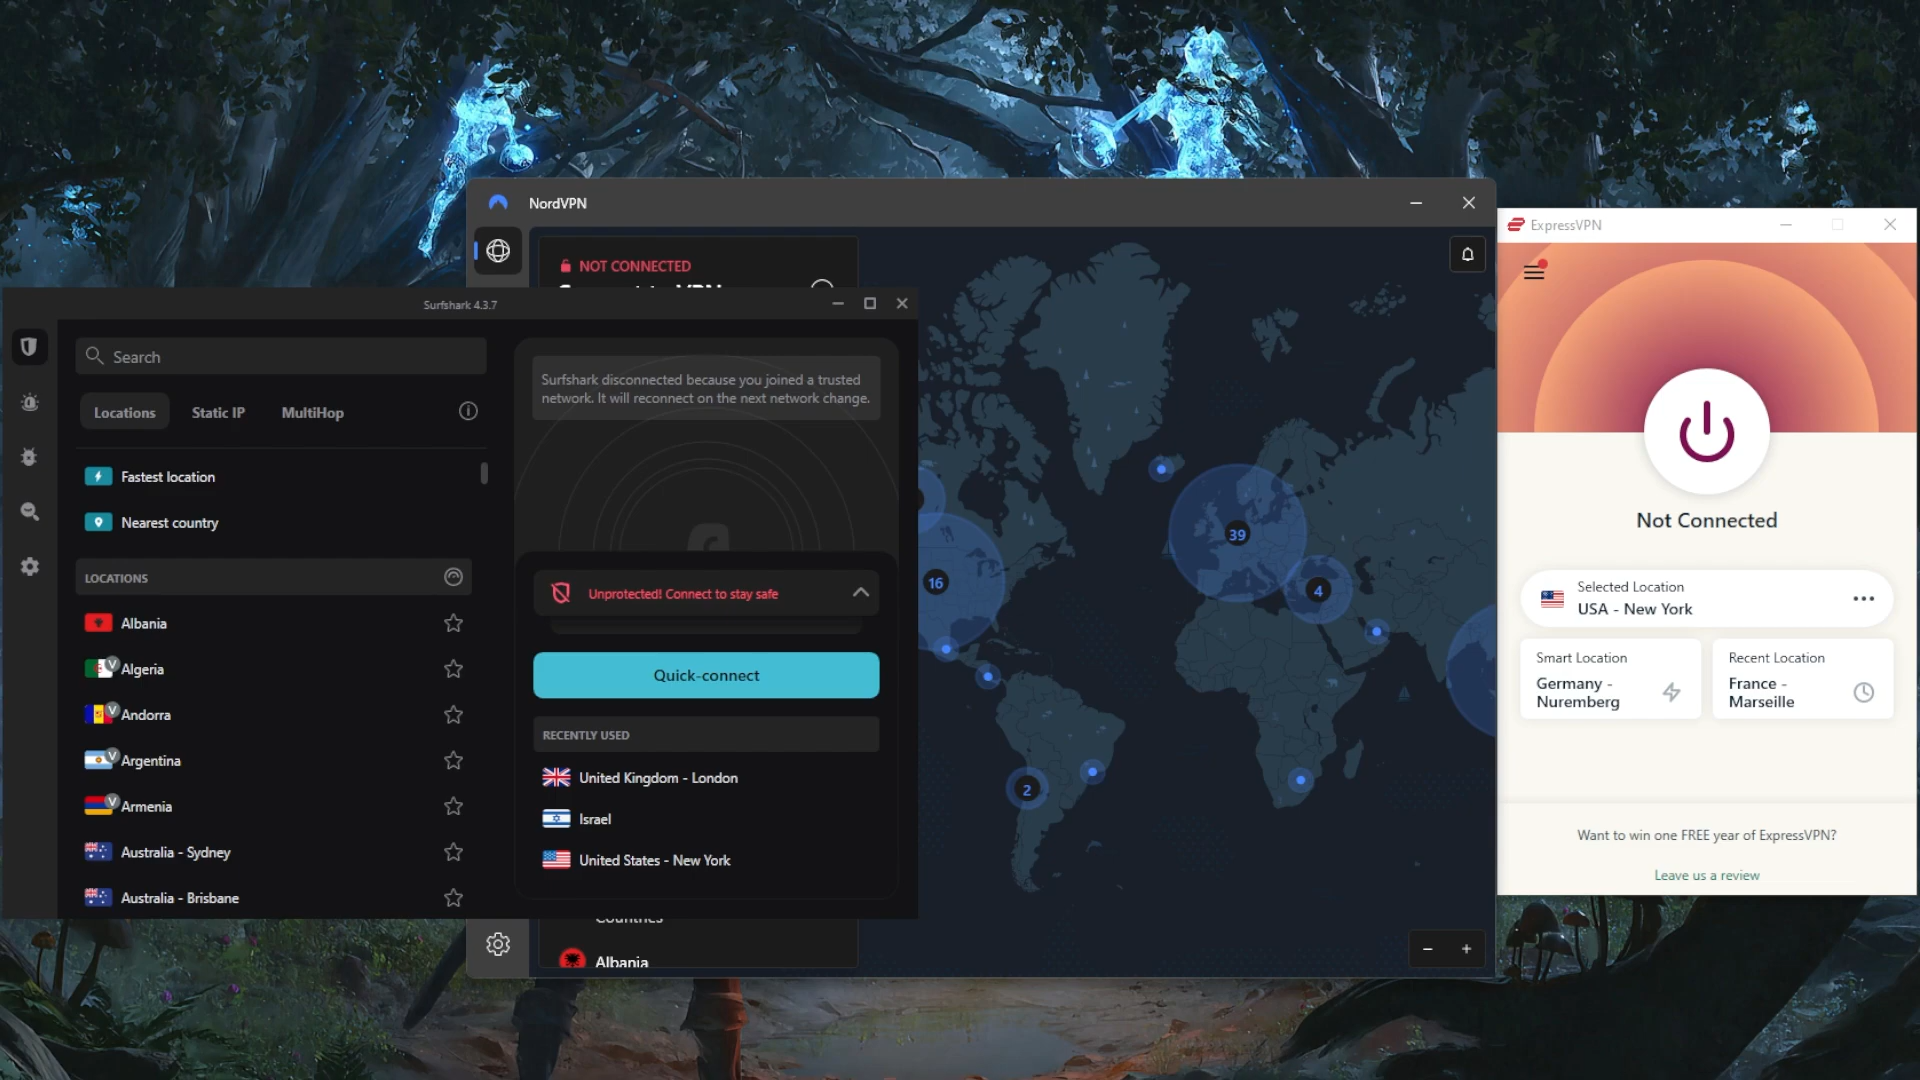 NordVPN
NOT CONNECTED
Surfshark 4.3.7
Search
Locations
Static IP
MultiHop
Fastest location
Nearest country
LOCATIONS
Albania
V
Algeria
V
Andorra
V
Argentina
V
Armenia
Australia - Sydney
Australia - Brisbane
Surfshark disconnected because you joined a trusted
network. It will reconnect on the next network change.
Unprotected! Connect to stay safe
Quick-connect
RECENTLY USED
United Kingdom - London
Israel
United States - New York
Countries
Albania
16
39
4
2
ExpressVPN
Not Connected
Selected Location
USA - New York
Smart Location
Germany -
Nuremberg
Recent Location
France -
Marseille
Want to win one FREE year of ExpressVPN?
Leave us a review